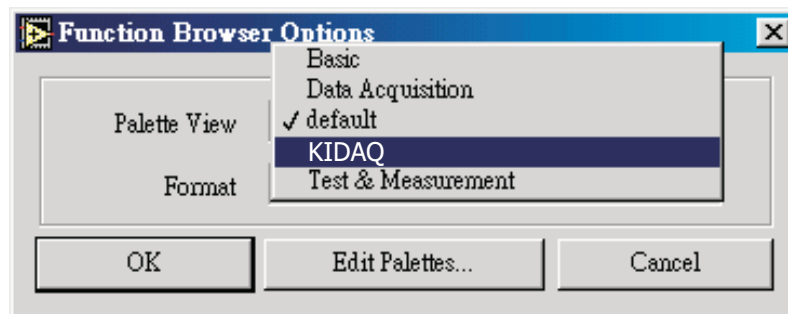 Function Browser Options
Basic
Data Acquisition
Palette View
✓ default
KIDAQ
Format
Test & Measurement
OK
Edit Palettes...
Cancel